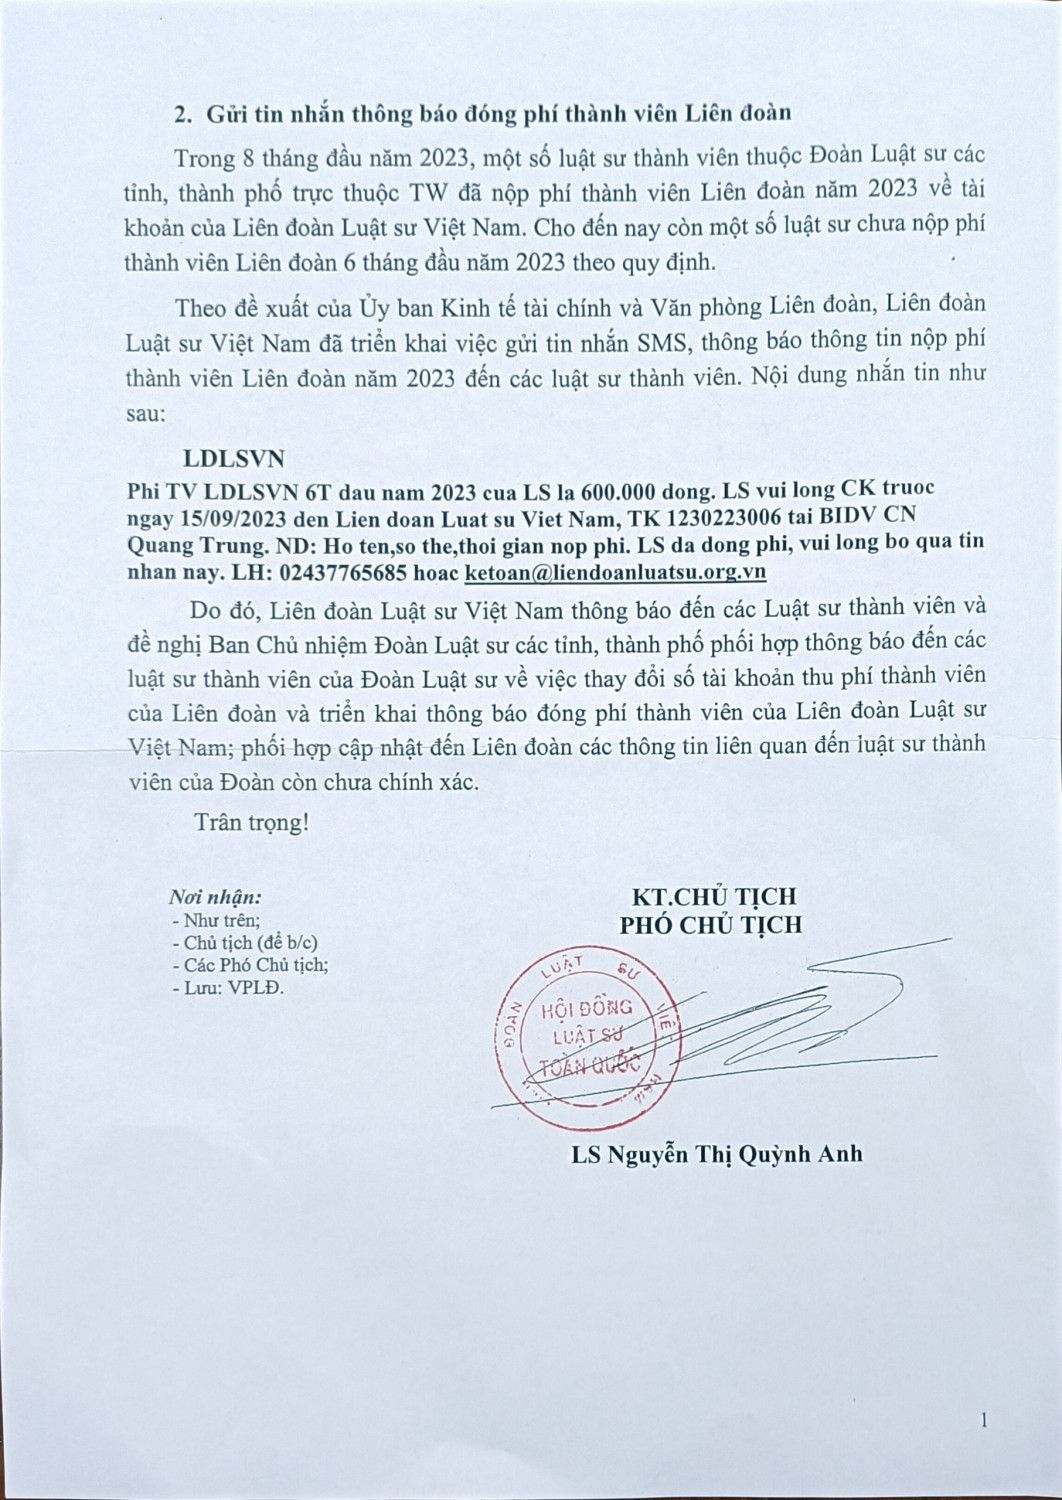 2. Gửi tin nhắn thông báo đóng phí thành viên Liên đoàn
Trong 8 tháng đầu năm 2023, một số luật sư thành viên thuộc Đoàn Luật sư các
tỉnh, thành phố trực thuộc TW đã nộp phí thành viên Liên đoàn năm 2023 về tài
khoản của Liên đoàn Luật sư Việt Nam. Cho đến nay còn một số luật sư chưa nộp phí
thành viên Liên đoàn 6 tháng đầu năm 2023 theo quy định.
Theo đề xuất của Ủy ban Kinh tế tài chính và Văn phòng Liên đoàn, Liên đoàn
Luật sư Việt Nam đã triển khai việc gửi tin nhắn SMS, thông báo thông tin nộp phí
thành viên Liên đoàn năm 2023 đến các luật sư thành viên. Nội dung nhắn tin như
sau:
LDLSVN
Phi TV LDLSVN 6T dau nam 2023 cua LS la 600.000 dong. LS vui long CK truoc
ngay 15/09/2023 den Lien doan Luat su Viet Nam, TK 1230223006 tai BIDV CN
Quang Trung. ND: Ho ten,so the,thoi gian nop phi. LS da dong phi, vui long bo qua tin
nhan nay. LH: 02437765685 hoac ketoan@liendoanluatsu.org.vn
Do đó, Liên đoàn Luật sư Việt Nam thông báo đến các Luật sư thành viên và
đề nghị Ban Chủ nhiệm Đoàn Luật sư các tỉnh, thành phố phối hợp thông báo đến các
luật sư thành viên của Đoàn Luật sư về việc thay đổi số tài khoản thu phí thành viên
của Liên đoàn và triển khai thông báo đóng phí thành viên của Liên đoàn Luật sư
Việt Nam; phối hợp cập nhật đến Liên đoàn các thông tin liên quan đến luật sư thành
viên của Đoàn còn chưa chính xác.
Trân trọng!
Nơi nhận:
- Như trên;
- Chủ tịch (để b/c)
- Các Phó Chủ tịch;
- Lưu: VPLĐ.
KT.CHỦ TỊCH
PHÓ CHỦ TỊCH
ĐOÀN LUẬT SƯ VIỆT NAM
HỘI ĐỒNG
LUẬT SƯ
TOÀN QUỐC
LS Nguyễn Thị Quỳnh Anh
1